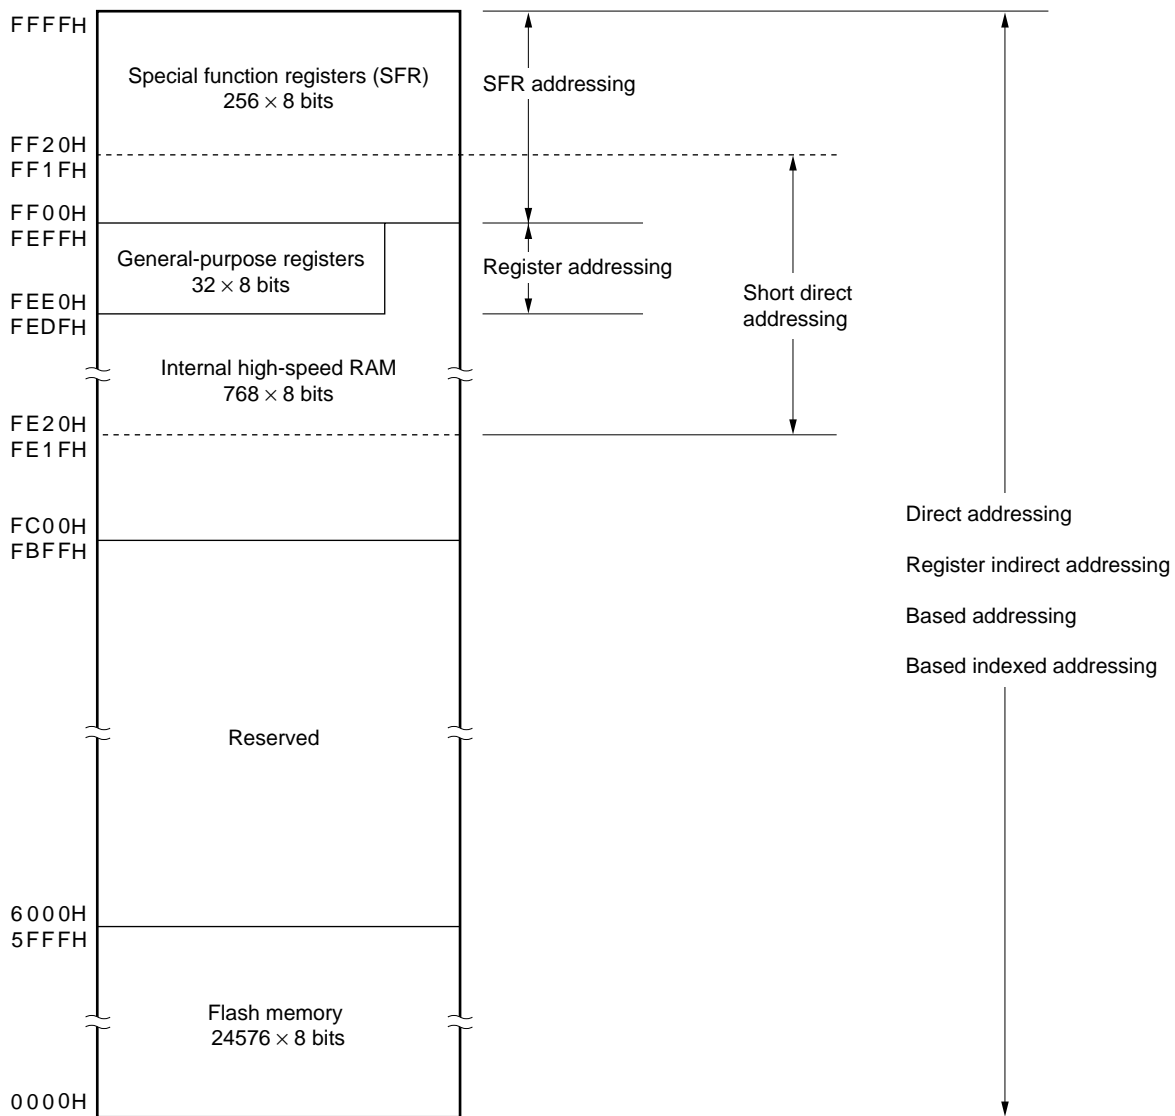 FFFFH
Special function registers (SFR)
256 × 8 bits
SFR addressing
FF20H
FF1FH
FF00H
FEFFH
General-purpose registers
32 × 8 bits
Register addressing
FEE0H
FEDFH
Short direct
addressing
Internal high-speed RAM
768 × 8 bits
FE20H
FE1FH
FC00H
FBFFH
Direct addressing
Register indirect addressing
Based addressing
Based indexed addressing
Reserved
6000H
5FFFH
Flash memory
24576 × 8 bits
0000H